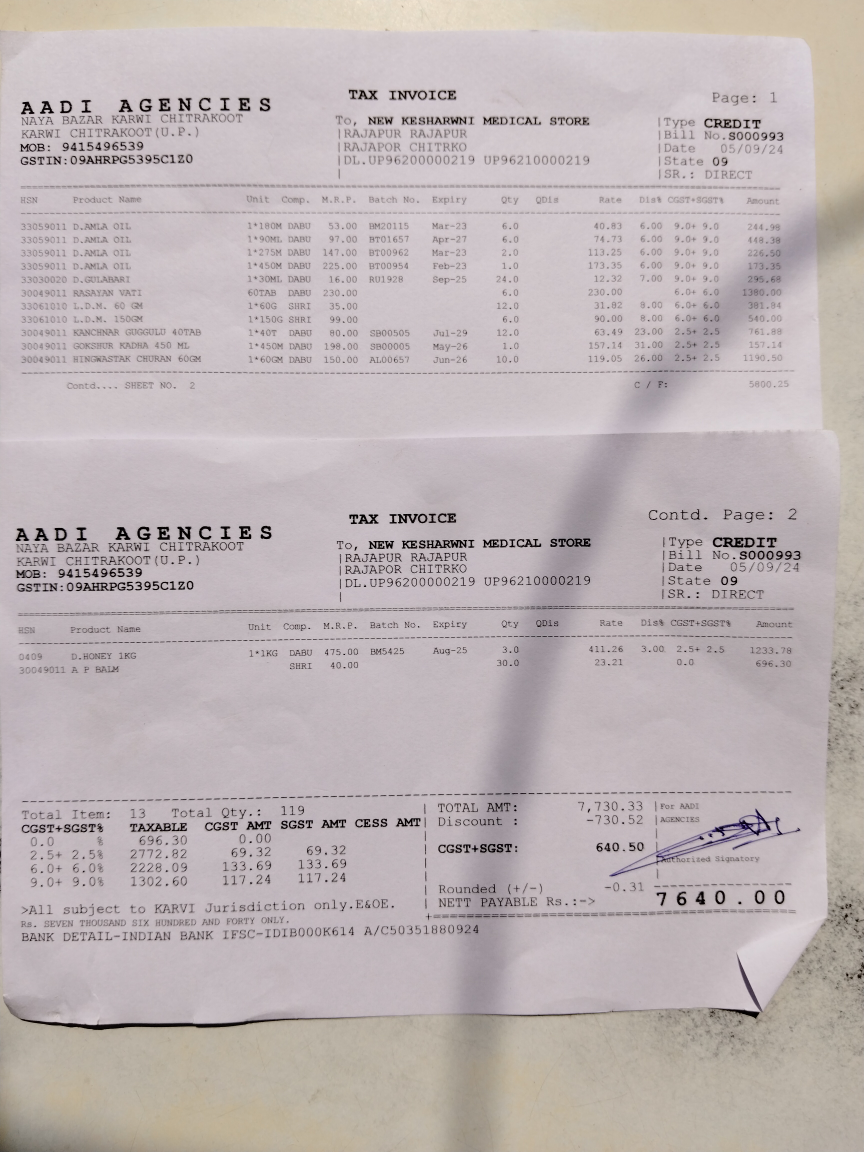 TAX INVOICE Page: 1
AADI AGENCIES
NAYA BAZAR KARWI CHITRAKOOT To, NEW KESHARWNI MEDICAL STORE |Type CREDIT
KARWI CHITRAKOOT(U.P.) |RAJAPUR RAJAPUR |Bill No.S000993
MOB: 9415496539 |RAJAPOR CHITRKO |Date 05/09/24
GSTIN:09AHRPG5395C1Z0 |DL.UP96200000219 UP96210000219 |State 09
| |SR.: DIRECT
HSN Product Name Unit Comp. M.R.P. Batch No. Expiry Qty QDis Rate Dis% CGST+SGST% Amount
33059011 D.AMLA OIL 1*180M DABU 53.00 BM20115 Mar-23 6.0 40.83 6.00 9.0+ 9.0 244.98
33059011 D.AMLA OIL 1*90ML DABU 97.00 BT01657 Apr-27 6.0 74.73 6.00 9.0+ 9.0 448.38
33059011 D.AMLA OIL 1*275M DABU 147.00 BT00962 Mar-23 2.0 113.25 6.00 9.0+ 9.0 226.50
33059011 D.AMLA OIL 1*450M DABU 225.00 BT00954 Feb-23 1.0 173.35 6.00 9.0+ 9.0 173.35
33030020 D.GULABARI 1*30ML DABU 16.00 RU1928 Sep-25 24.0 12.32 7.00 9.0+ 9.0 295.68
30049011 RASAYAN VATI 60TAB DABU 230.00 6.0 230.00 6.0+ 6.0 1380.00
33061010 L.D.M. 60 GM 1*60G SHRI 35.00 12.0 31.82 8.00 6.0+ 6.0 381.84
33061010 L.D.M. 150GM 1*150G SHRI 99.00 6.0 90.00 8.00 6.0+ 6.0 540.00
30049011 KANCHNAR GUGGULU 40TAB 1*40T DABU 80.00 SB00505 Jul-29 12.0 63.49 23.00 2.5+ 2.5 761.88
30049011 GOKSHUR KADHA 450 ML 1*450M DABU 198.00 SB00005 May-26 1.0 157.14 31.00 2.5+ 2.5 157.14
30049011 HINGWASTAK CHURAN 60GM 1*60GM DABU 150.00 AL00657 Jun-26 10.0 119.05 26.00 2.5+ 2.5 1190.50
Contd.... SHEET NO. 2 C / F: 5800.25
TAX INVOICE Contd. Page: 2
AADI AGENCIES
NAYA BAZAR KARWI CHITRAKOOT To, NEW KESHARWNI MEDICAL STORE |Type CREDIT
KARWI CHITRAKOOT(U.P.) |RAJAPUR RAJAPUR |Bill No.S000993
MOB: 9415496539 |RAJAPOR CHITRKO |Date 05/09/24
GSTIN:09AHRPG5395C1Z0 |DL.UP96200000219 UP96210000219 |State 09
| |SR.: DIRECT
HSN Product Name Unit Comp. M.R.P. Batch No. Expiry Qty QDis Rate Dis% CGST+SGST% Amount
0409 D.HONEY 1KG 1*1KG DABU 475.00 BM5425 Aug-25 3.0 411.26 3.00 2.5+ 2.5 1233.78
30049011 A P BALM SHRI 40.00 30.0 23.21 0.0 696.30
Total Item: 13 Total Qty.: 119 | TOTAL AMT: 7,730.33 |For AADI
CGST+SGST% TAXABLE CGST AMT SGST AMT CESS AMT| Discount : -730.52 |AGENCIES
0.0 % 696.30 0.00
2.5+ 2.5% 2772.82 69.32 69.32 | CGST+SGST: 640.50
6.0+ 6.0% 2228.09 133.69 133.69 |Authorized Signatory
9.0+ 9.0% 1302.60 117.24 117.24 | Rounded (+/-) -0.31
>All subject to KARVI Jurisdiction only.E&OE. | NETT PAYABLE Rs.:-> 7640.00
Rs. SEVEN THOUSAND SIX HUNDRED AND FORTY ONLY.
BANK DETAIL-INDIAN BANK IFSC-IDIB000K614 A/C50351880924